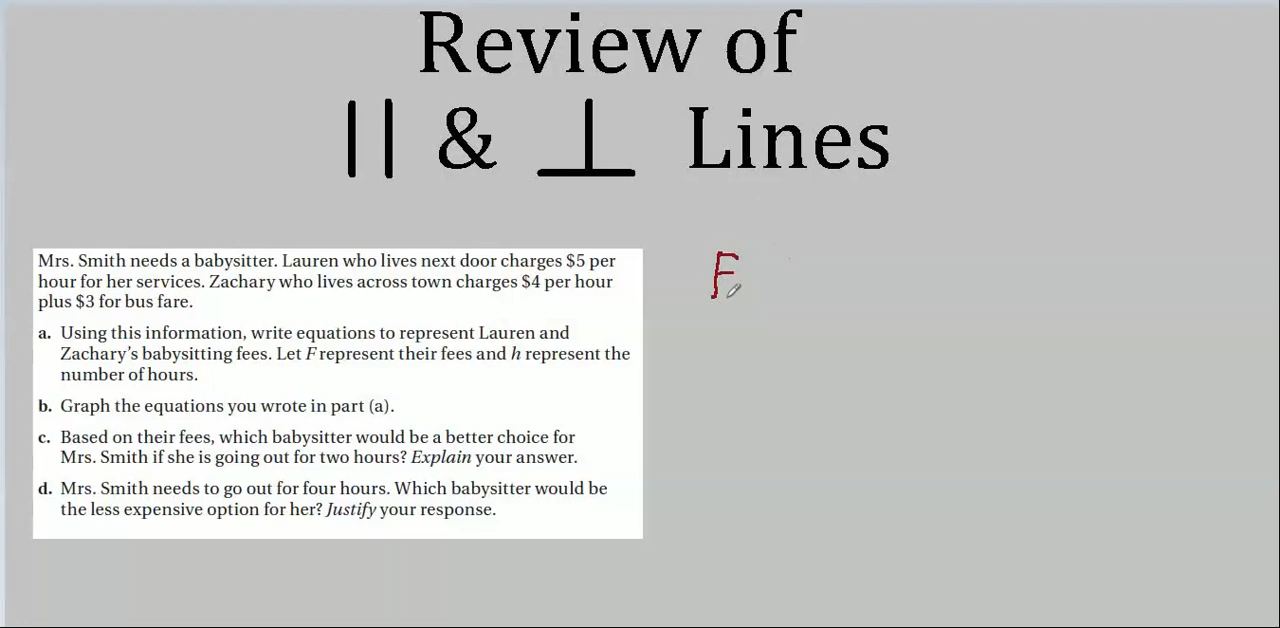 Review of
|| & ⊥ Lines
Mrs. Smith needs a babysitter. Lauren who lives next door charges $5 per
hour for her services. Zachary who lives across town charges $4 per hour
plus $3 for bus fare.
a. Using this information, write equations to represent Lauren and
Zachary's babysitting fees. Let F represent their fees and h represent the
number of hours.
b. Graph the equations you wrote in part (a).
c. Based on their fees, which babysitter would be a better choice for
Mrs. Smith if she is going out for two hours? Explain your answer.
d. Mrs. Smith needs to go out for four hours. Which babysitter would be
the less expensive option for her? Justify your response.
F